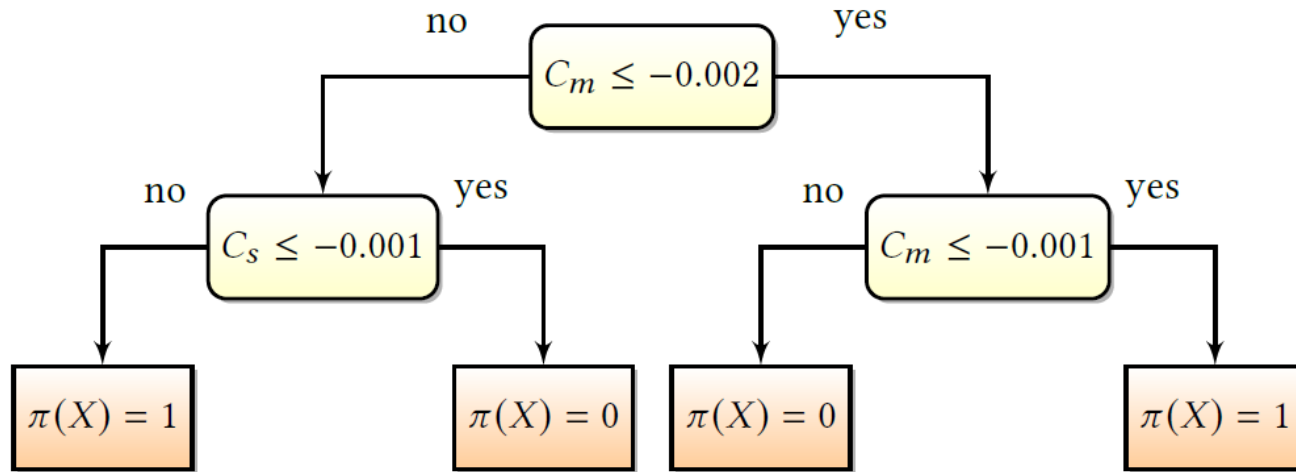 no
yes
C_m ≤ −0.002
no
yes
no
yes
C_s ≤ −0.001
C_m ≤ −0.001
π(X) = 1
π(X) = 0
π(X) = 0
π(X) = 1